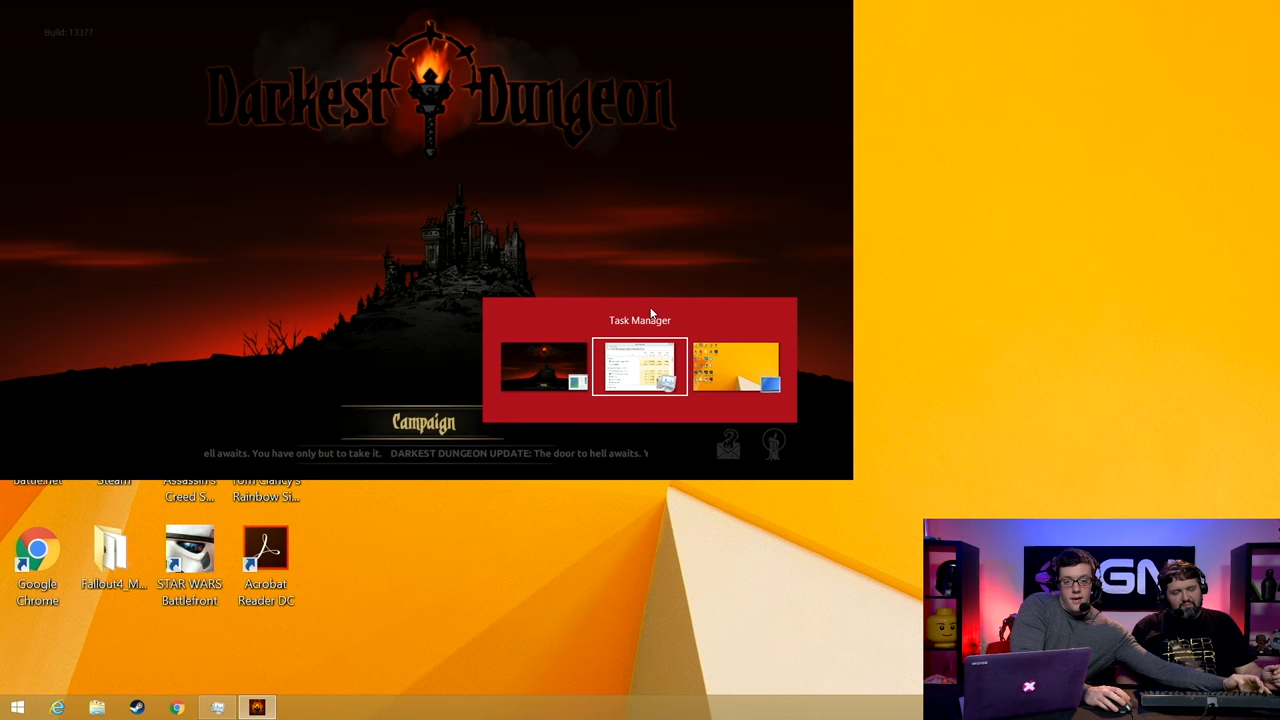 Build: 13377
Darkest Dungeon
Task Manager
Campaign
ell awaits. You have only but to take it. DARKEST DUNGEON UPDATE: The door to hell awaits. Y
Battle.net
Steam
Assassin's
Creed S...
Tom Clancy's
Rainbow Si...
Google
Chrome
Fallout4_M...
STAR WARS
Battlefront
Acrobat
Reader DC
IGN